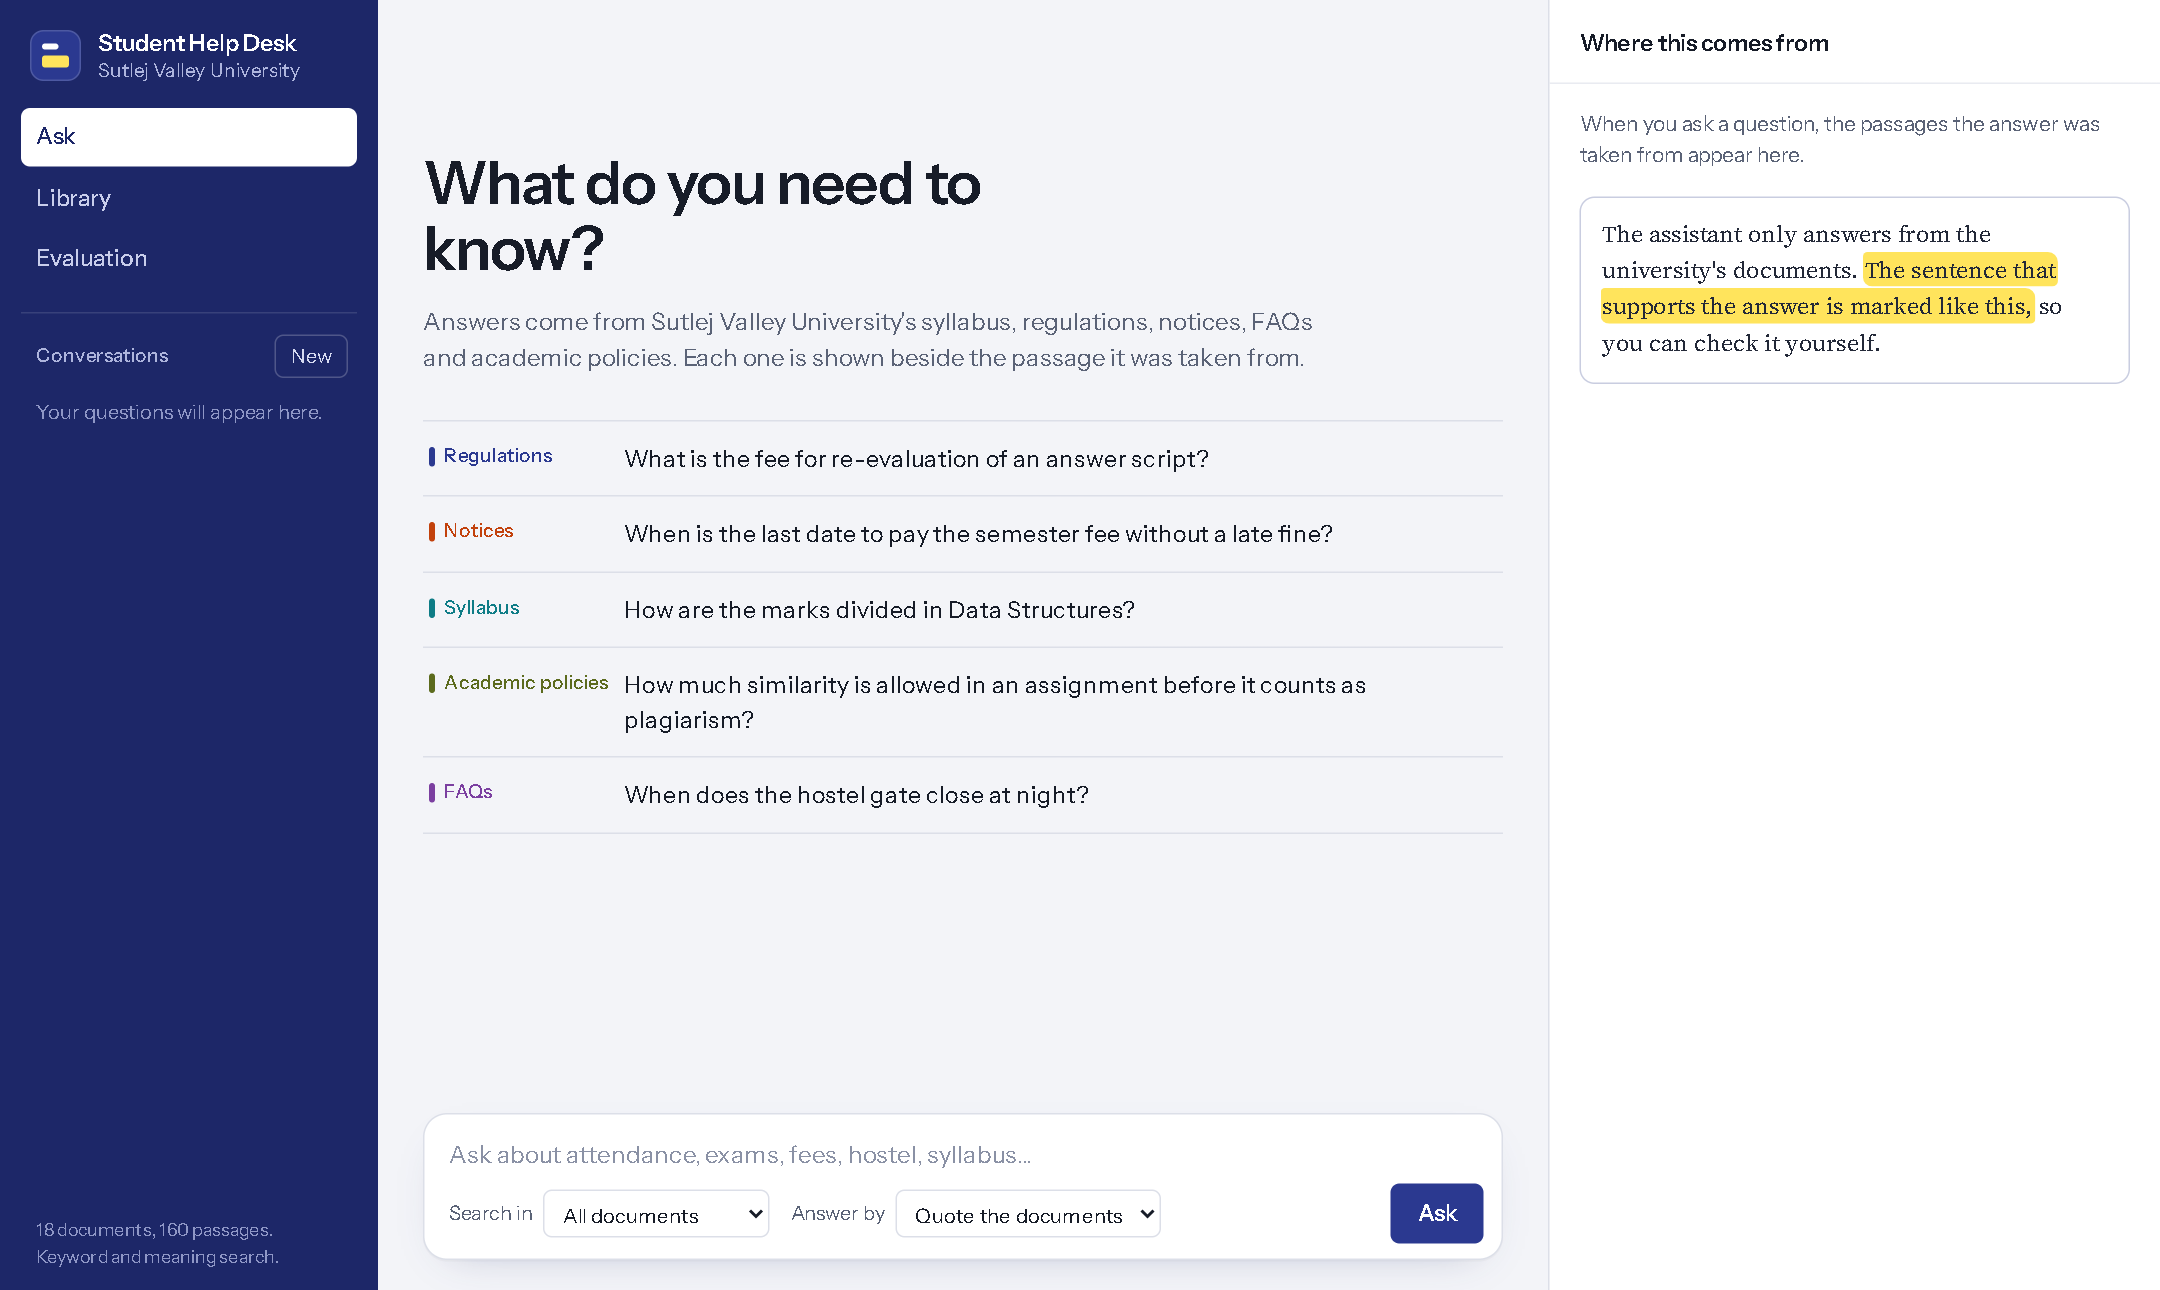 Student Help Desk
Sutlej Valley University
Ask
Library
Evaluation
Conversations
New
Your questions will appear here.
18 documents, 160 passages.
Keyword and meaning search.
What do you need to
know?
Answers come from Sutlej Valley University's syllabus, regulations, notices, FAQs
and academic policies. Each one is shown beside the passage it was taken from.
Regulations What is the fee for re-evaluation of an answer script?
Notices When is the last date to pay the semester fee without a late fine?
Syllabus How are the marks divided in Data Structures?
Academic policies How much similarity is allowed in an assignment before it counts as
plagiarism?
FAQs When does the hostel gate close at night?
Ask about attendance, exams, fees, hostel, syllabus...
Search in All documents Answer by Quote the documents Ask
Where this comes from
When you ask a question, the passages the answer was
taken from appear here.
The assistant only answers from the
university's documents. The sentence that
supports the answer is marked like this, so
you can check it yourself.